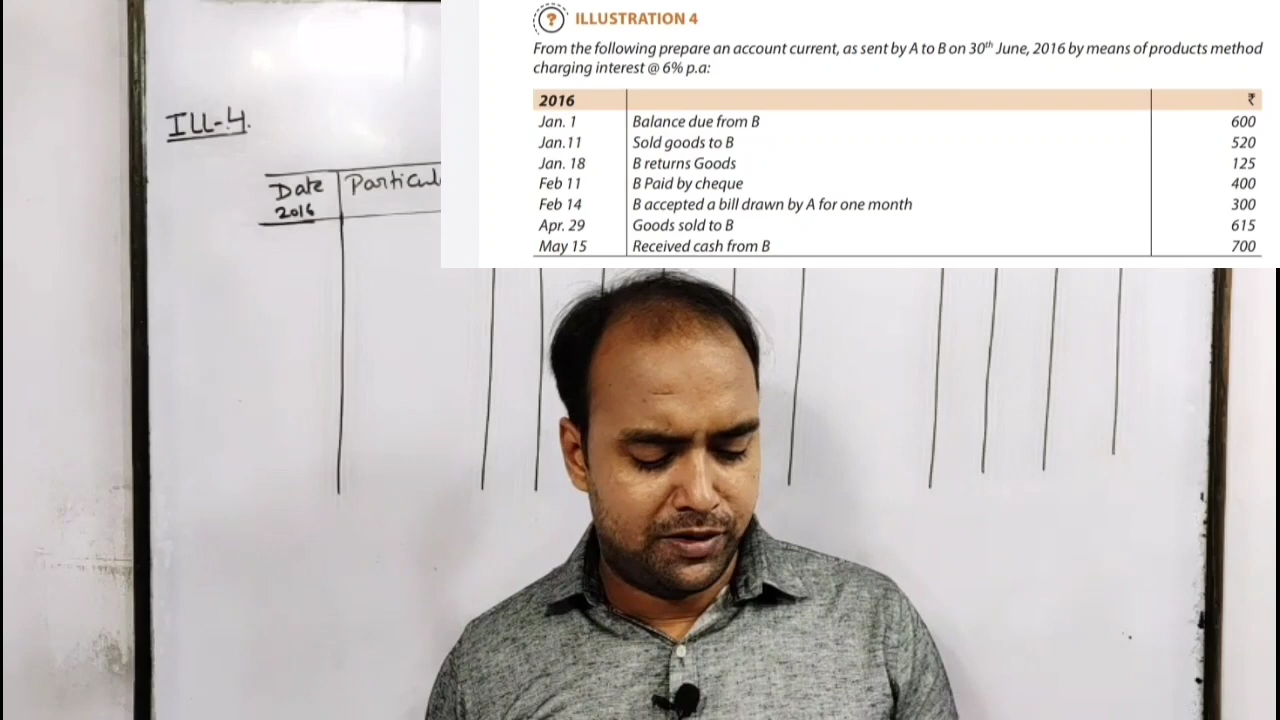 ? ILLUSTRATION 4
From the following prepare an account current, as sent by A to B on 30th June, 2016 by means of products method
charging interest @ 6% p.a:
2016 ₹
Jan. 1 Balance due from B 600
Jan.11 Sold goods to B 520
Jan. 18 B returns Goods 125
Feb 11 B Paid by cheque 400
Feb 14 B accepted a bill drawn by A for one month 300
Apr. 29 Goods sold to B 615
May 15 Received cash from B 700
ILL-4.
Date Particul
2016